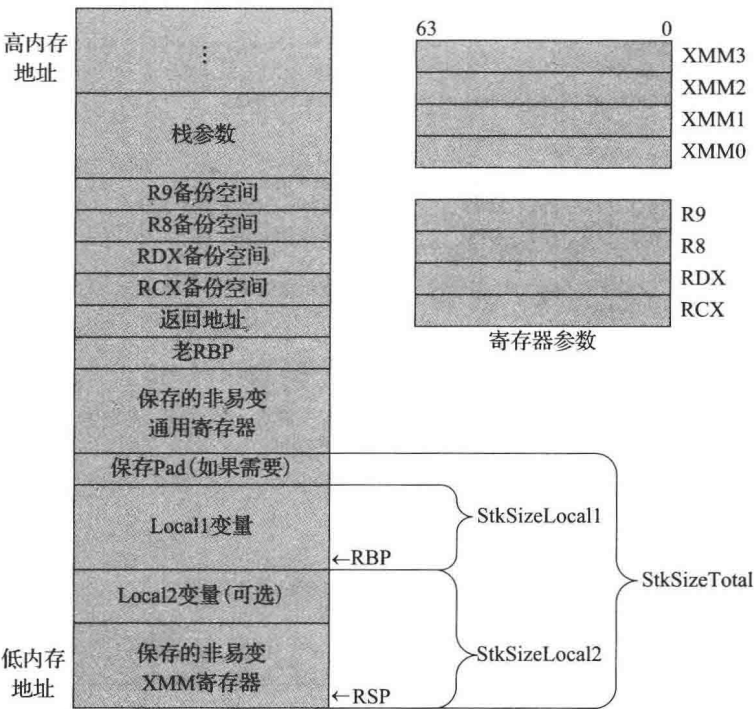 高内存
地址
⋮
栈参数
R9备份空间
R8备份空间
RDX备份空间
RCX备份空间
返回地址
老RBP
保存的非易变
通用寄存器
保存Pad(如果需要)
Local1变量
←RBP
Local2变量(可选)
保存的非易变
XMM寄存器
←RSP
低内存
地址
63 0
XMM3
XMM2
XMM1
XMM0
R9
R8
RDX
RCX
寄存器参数
StkSizeLocal1
StkSizeTotal
StkSizeLocal2